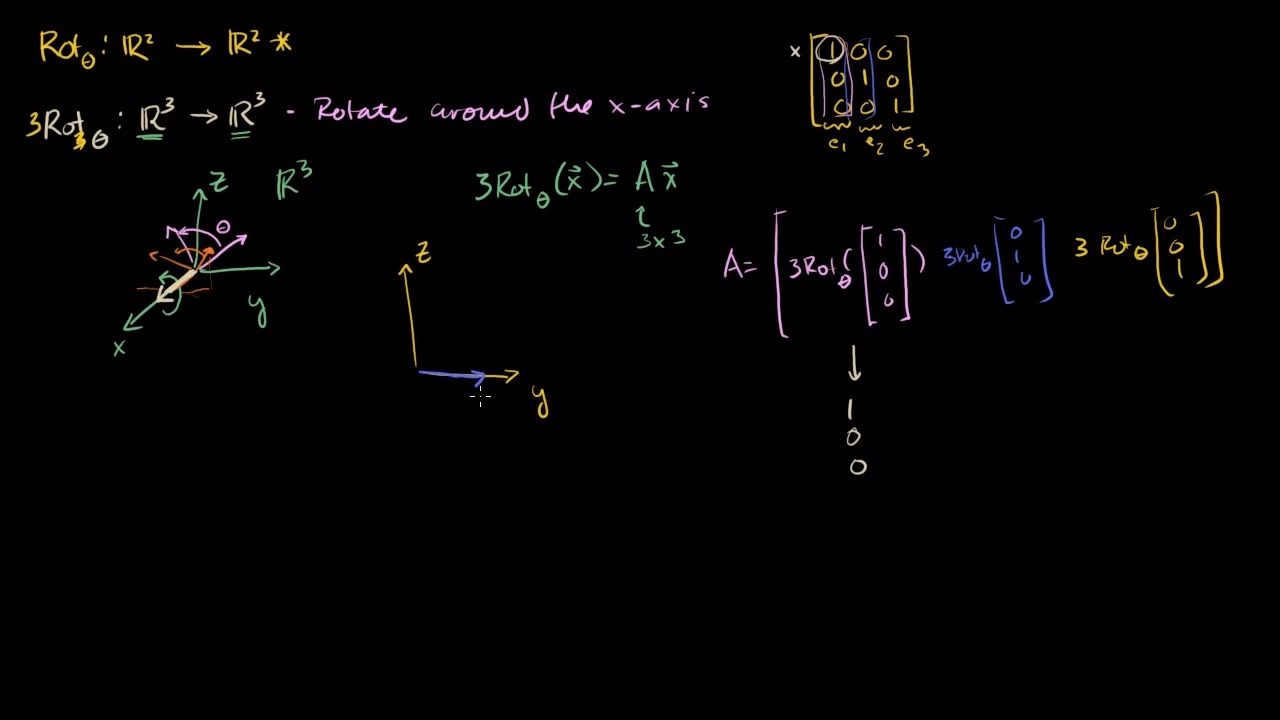 Rotθ : ℝ² → ℝ² *
3Rotθ : ℝ³ → ℝ³ - Rotate around the x-axis
x [1 0 0
0 1 0
0 0 1]
e₁ e₂ e₃
z ℝ³
θ
y
x
3Rotθ(x⃗) = A x⃗
3x3
z
y
A = [3Rotθ([1 0 0]) 3Rotθ[0 1 0] 3 Rotθ[0 0 1]]
↓
1
0
0